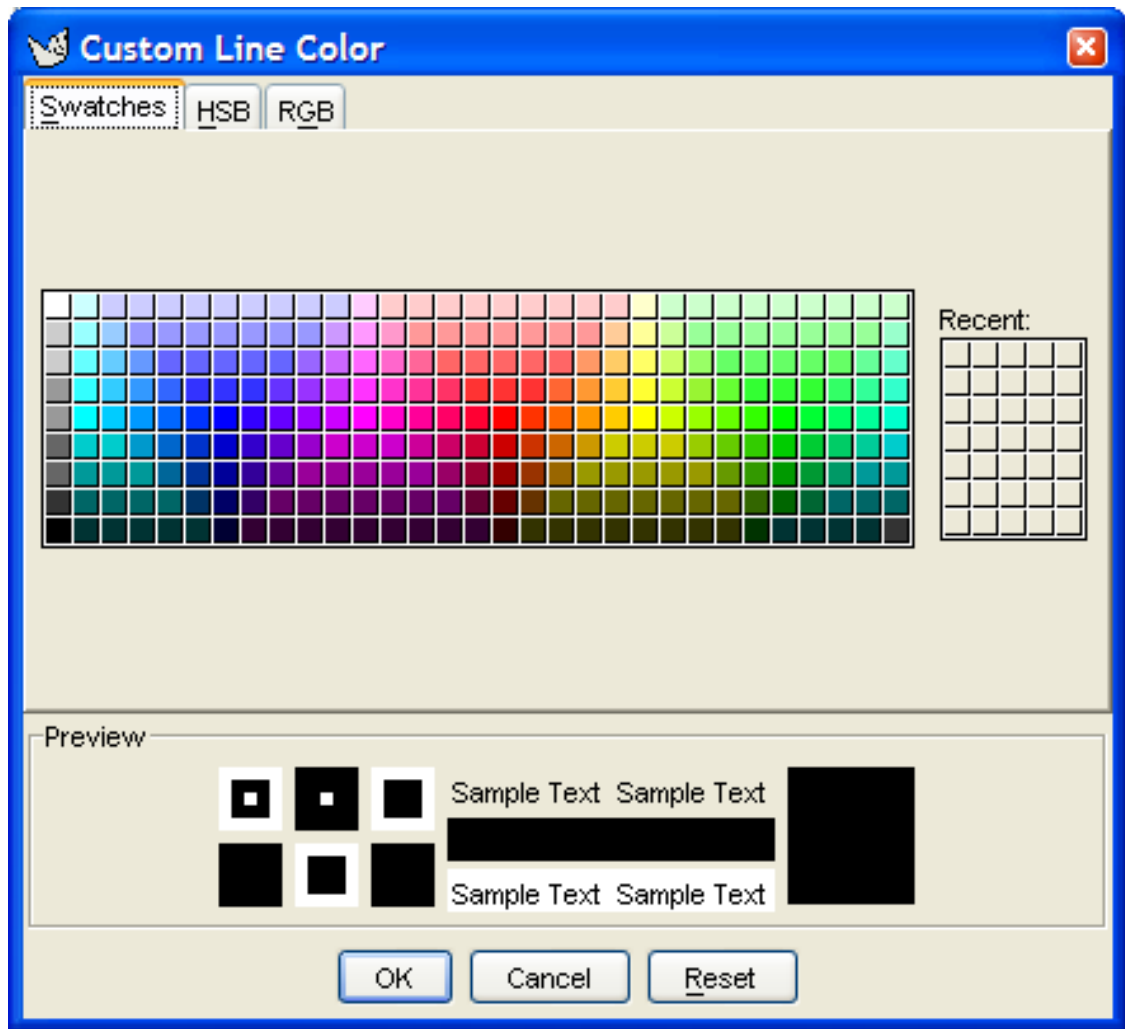 Custom Line Color
Swatches HSB RGB
Recent:
Preview
Sample Text Sample Text
Sample Text Sample Text
OK Cancel Reset